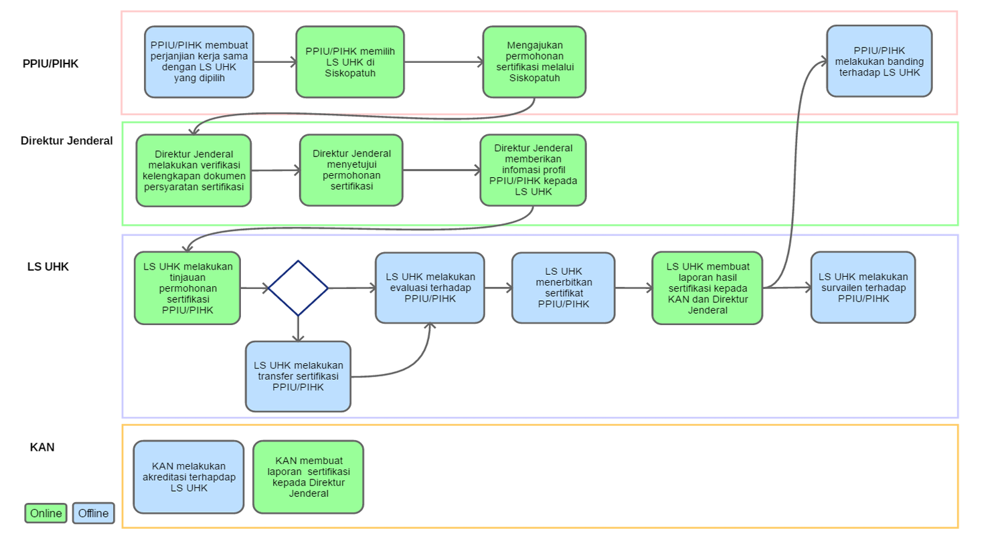 PPIU/PIHK
PPIU/PIHK membuat
perjanjian kerja sama
dengan LS UHK
yang dipilih
PPIU/PIHK memilih
LS UHK di
Siskopatuh
Mengajukan
permohonan
sertifikasi melalui
Siskopatuh
PPIU/PIHK
melakukan banding
terhadap LS UHK
Direktur Jenderal
Direktur Jenderal
melakukan verifikasi
kelengkapan dokumen
persyaratan sertifikasi
Direktur Jenderal
menyetujui
permohonan
sertifikasi
Direktur Jenderal
memberikan
infomasi profil
PPIU/PIHK kepada
LS UHK
LS UHK
LS UHK melakukan
tinjauan
permohonan
sertifikasi
PPIU/PIHK
LS UHK melakukan
evaluasi terhadap
PPIU/PIHK
LS UHK
menerbitkan
sertifikat
PPIU/PIHK
LS UHK membuat
laporan hasil
sertifikasi kepada
KAN dan Direktur
Jenderal
LS UHK melakukan
survailen terhadap
PPIU/PIHK
LS UHK melakukan
transfer sertifikasi
PPIU/PIHK
KAN
KAN melakukan
akreditasi terhapdap
LS UHK
KAN membuat
laporan sertifikasi
kepada Direktur
Jenderal
Online
Offline